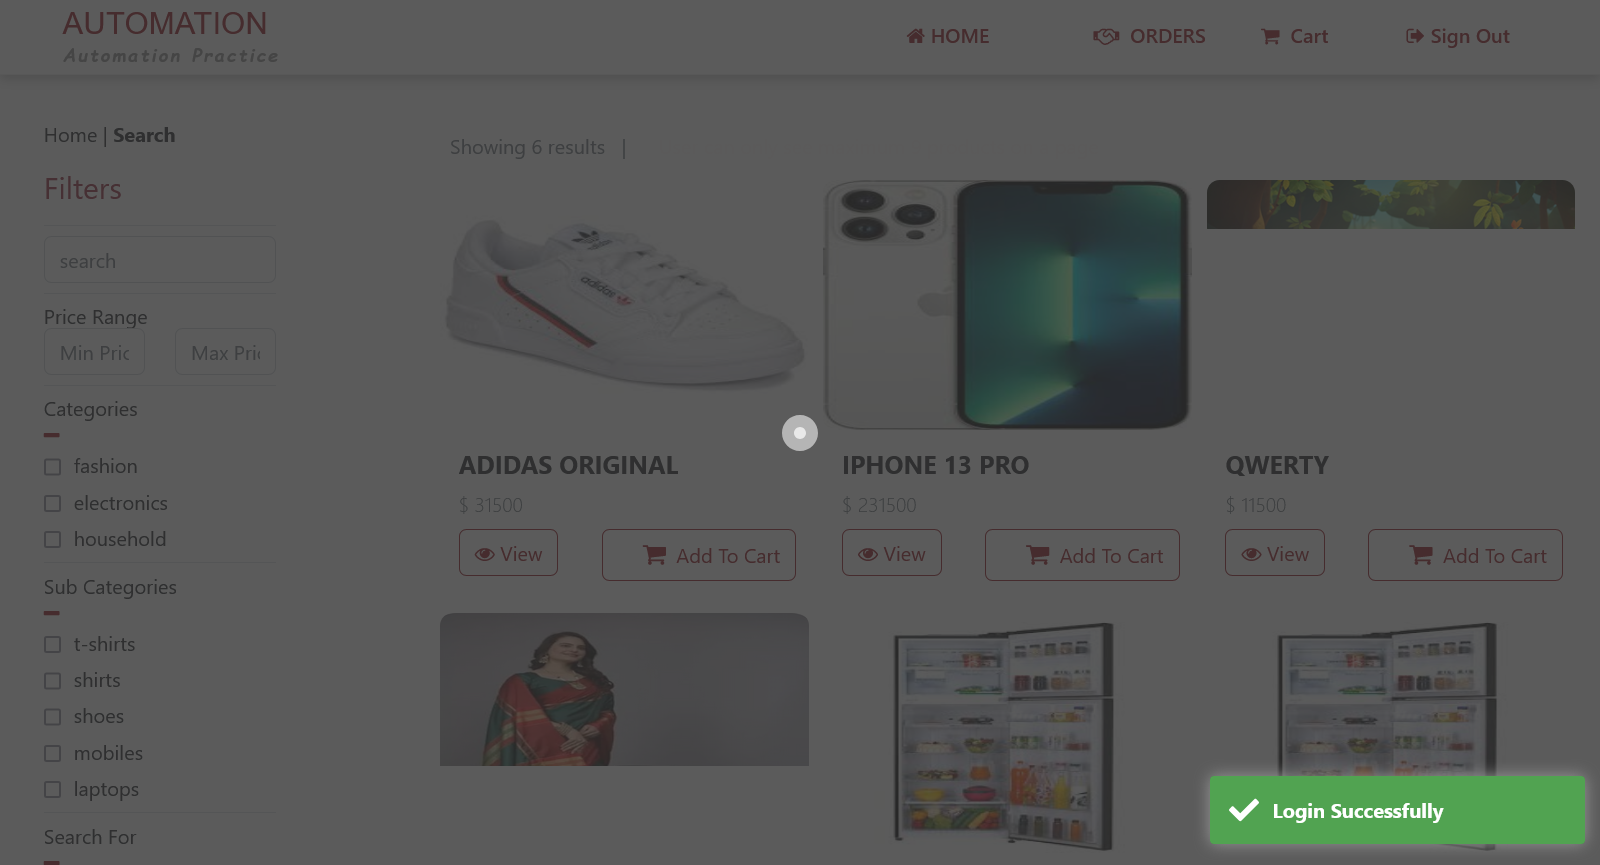 AUTOMATION
Automation Practice
HOME
ORDERS
Cart
Sign Out
Home | Search
Showing 6 results |
Filters
search
Price Range
Min Pric
Max Pric
Categories
fashion
electronics
household
Sub Categories
t-shirts
shirts
shoes
mobiles
laptops
Search For
adidas
ADIDAS ORIGINAL
$ 31500
View
Add To Cart
IPHONE 13 PRO
$ 231500
View
Add To Cart
QWERTY
$ 11500
View
Add To Cart
Login Successfully